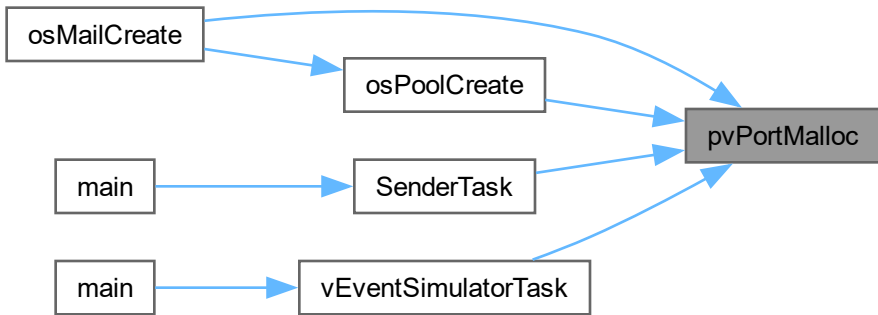 osMailCreate
osPoolCreate
pvPortMalloc
main
SenderTask
main
vEventSimulatorTask